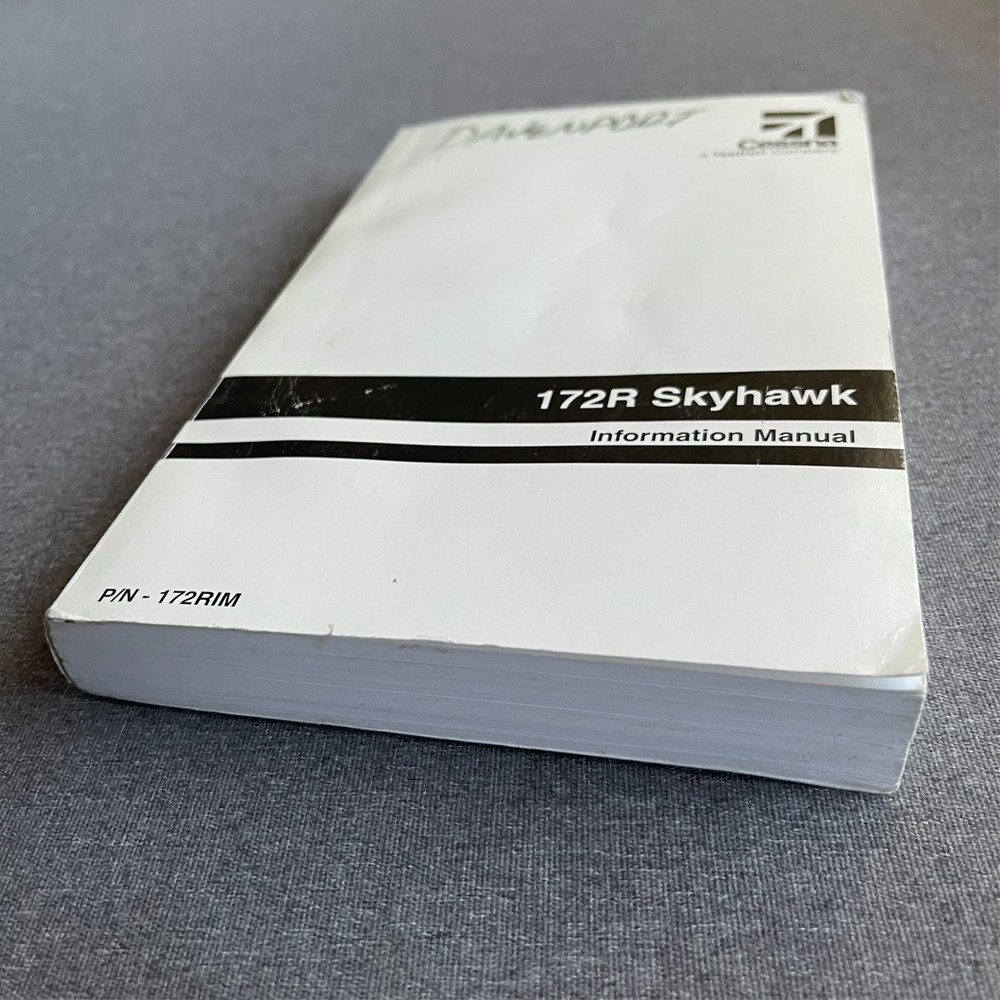 DAVENPORT
Cessna
A Textron Company
172R Skyhawk
Information Manual
P/N - 172RIM